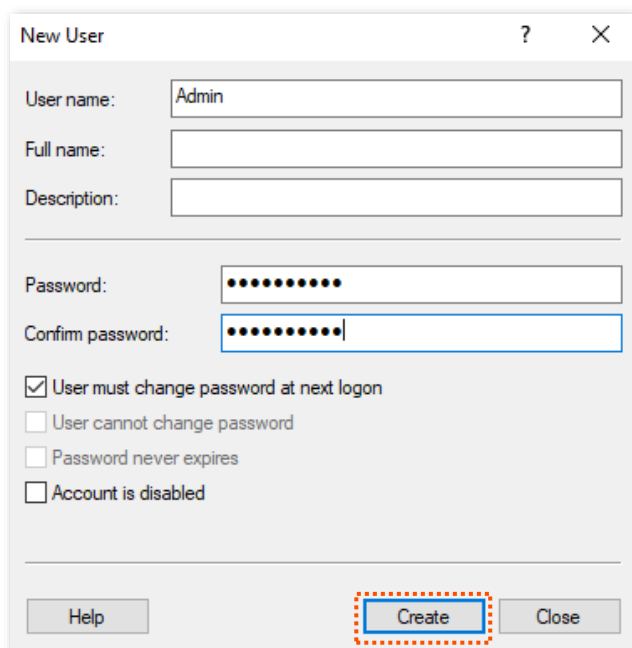 New User ? X
User name: Admin
Full name:
Description:
Password: ●●●●●●●●●●
Confirm password: ●●●●●●●●●●
User must change password at next logon
User cannot change password
Password never expires
Account is disabled
Help Create Close